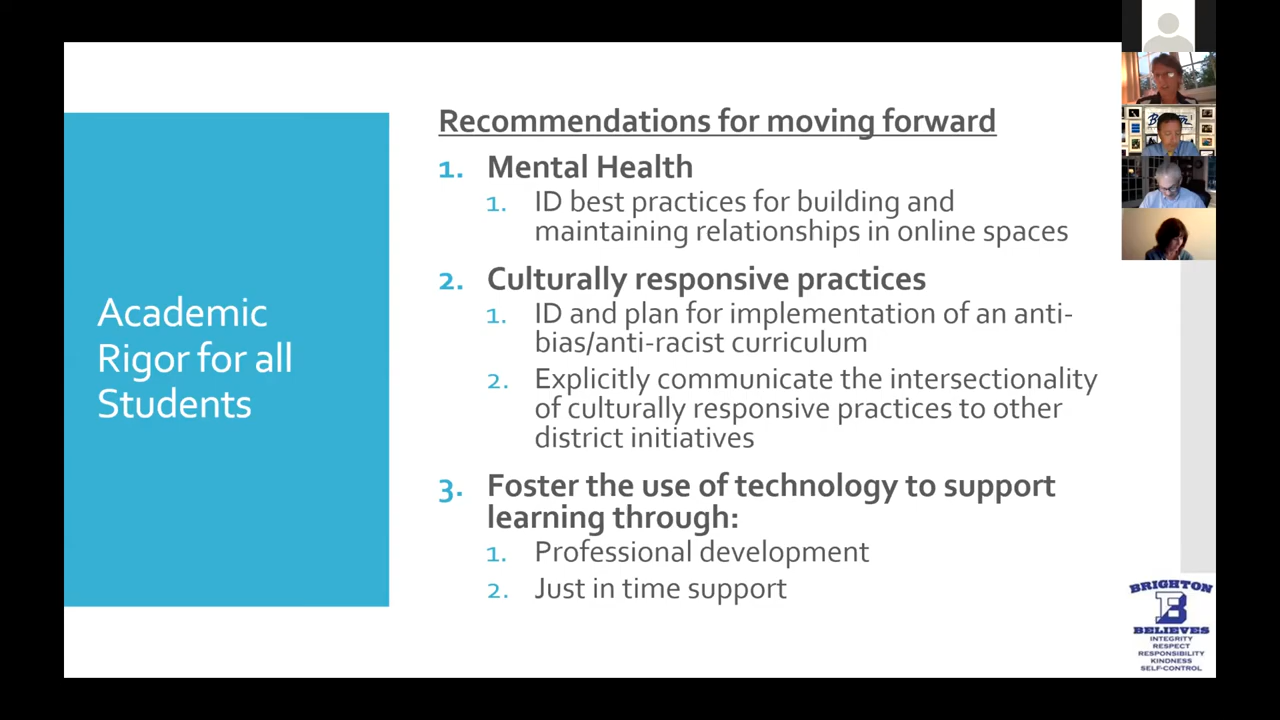 Academic
Rigor for all
Students
Recommendations for moving forward
1. Mental Health
1. ID best practices for building and
maintaining relationships in online spaces
2. Culturally responsive practices
1. ID and plan for implementation of an anti-
bias/anti-racist curriculum
2. Explicitly communicate the intersectionality
of culturally responsive practices to other
district initiatives
3. Foster the use of technology to support
learning through:
1. Professional development
2. Just in time support
BRIGHTON
B
BELIEVES
INTEGRITY
RESPECT
RESPONSIBILITY
KINDNESS
SELF-CONTROL